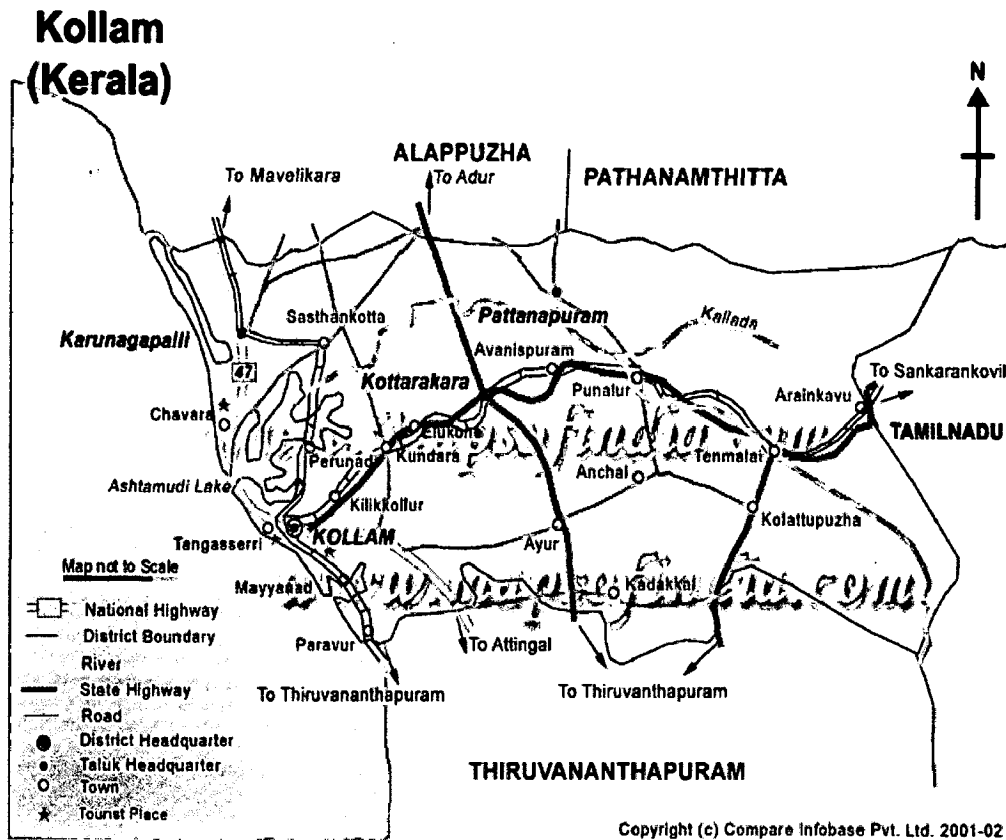 Kollam
(Kerala)
N
ALAPPUZHA
To Mavelikara
To Adur
PATHANAMTHITTA
Sasthankotta
Karunagapalli
Pattanapuram
Kallada
47
Avanispuram
Kottarakara
Punalur
To Sankarankovil
Arainkavu
Chavara
TAMILNADU
Elukone
Perunad
Kundara
Tenmalai
Anchal
Ashtamudi Lake
Kilikkollur
Kolattupuzha
KOLLAM
Tangasserri
Ayur
Map not to Scale
Mayyanad
Kadakkal
National Highway
District Boundary
Paravur
To Attingal
River
To Thiruvananthapuram
To Thiruvanthapuram
State Highway
Road
District Headquarter
Taluk Headquarter
THIRUVANANTHAPURAM
Town
Tourist Place
Copyright (c) Compare Infobase Pvt. Ltd. 2001-02